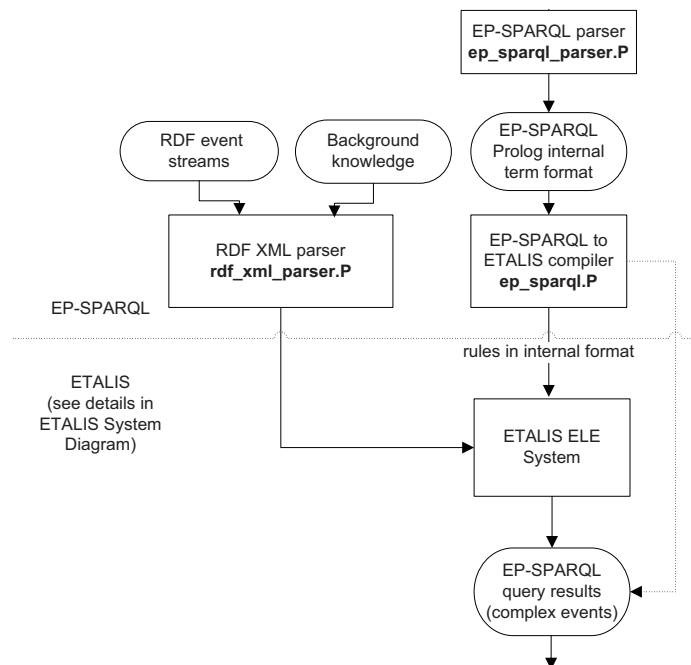 EP-SPARQL parser
ep_sparql_parser.P
EP-SPARQL
Prolog internal
term format
RDF event
streams
Background
knowledge
RDF XML parser
rdf_xml_parser.P
EP-SPARQL to
ETALIS compiler
ep_sparql.P
EP-SPARQL
rules in internal format
ETALIS
(see details in
ETALIS System
Diagram)
ETALIS ELE
System
EP-SPARQL
query results
(complex events)